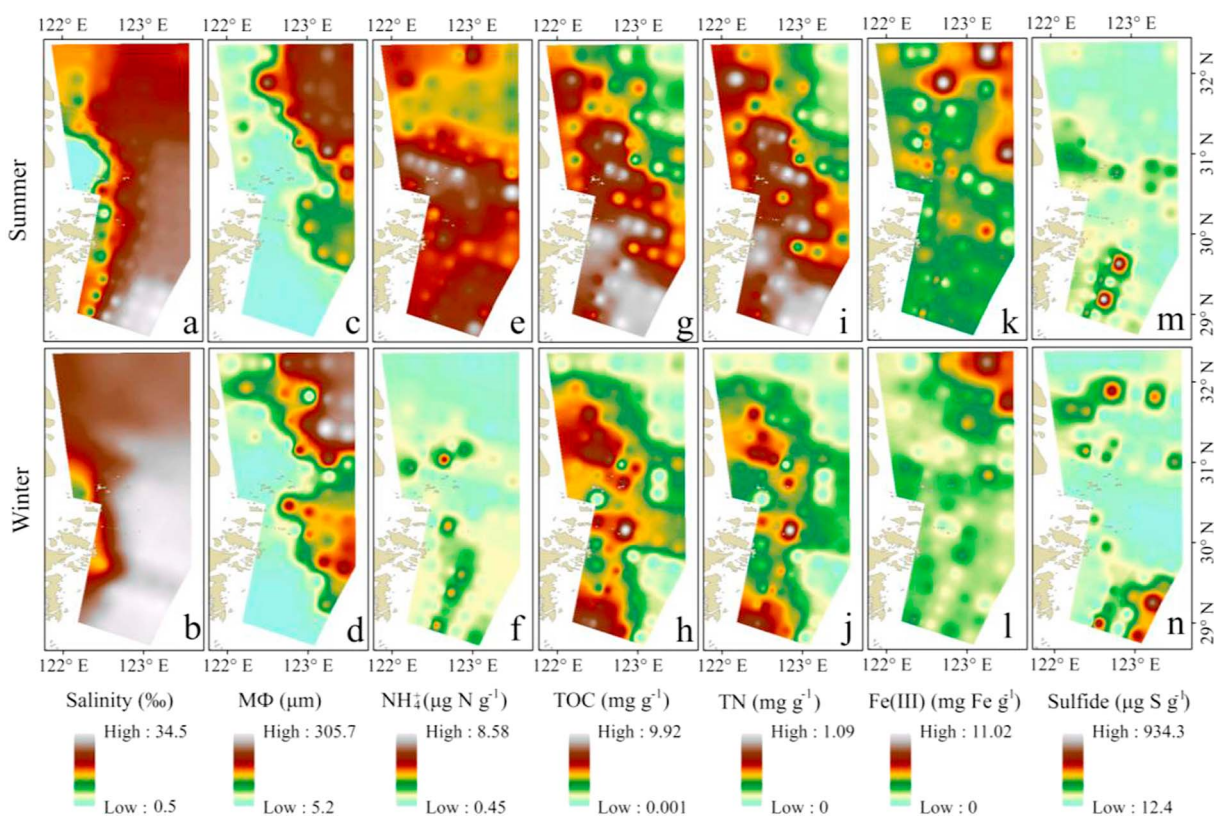 122° E 123° E 122° E 123° E 122° E 123° E 122° E 123° E 122° E 123° E 122° E 123° E 122° E 123° E
Summer
a c e g i k m
32° N
31° N
30° N
29° N
Winter
b d f h j l n
32° N
31° N
30° N
29° N
122° E 123° E 122° E 123° E 122° E 123° E 122° E 123° E 122° E 123° E 122° E 123° E 122° E 123° E
Salinity (‰) MΦ (μm) NH₄⁺(μg N g⁻¹) TOC (mg g⁻¹) TN (mg g⁻¹) Fe(III) (mg Fe g⁻¹) Sulfide (μg S g⁻¹)
High : 34.5 High : 305.7 High : 8.58 High : 9.92 High : 1.09 High : 11.02 High : 934.3
Low : 0.5 Low : 5.2 Low : 0.45 Low : 0.001 Low : 0 Low : 0 Low : 12.4